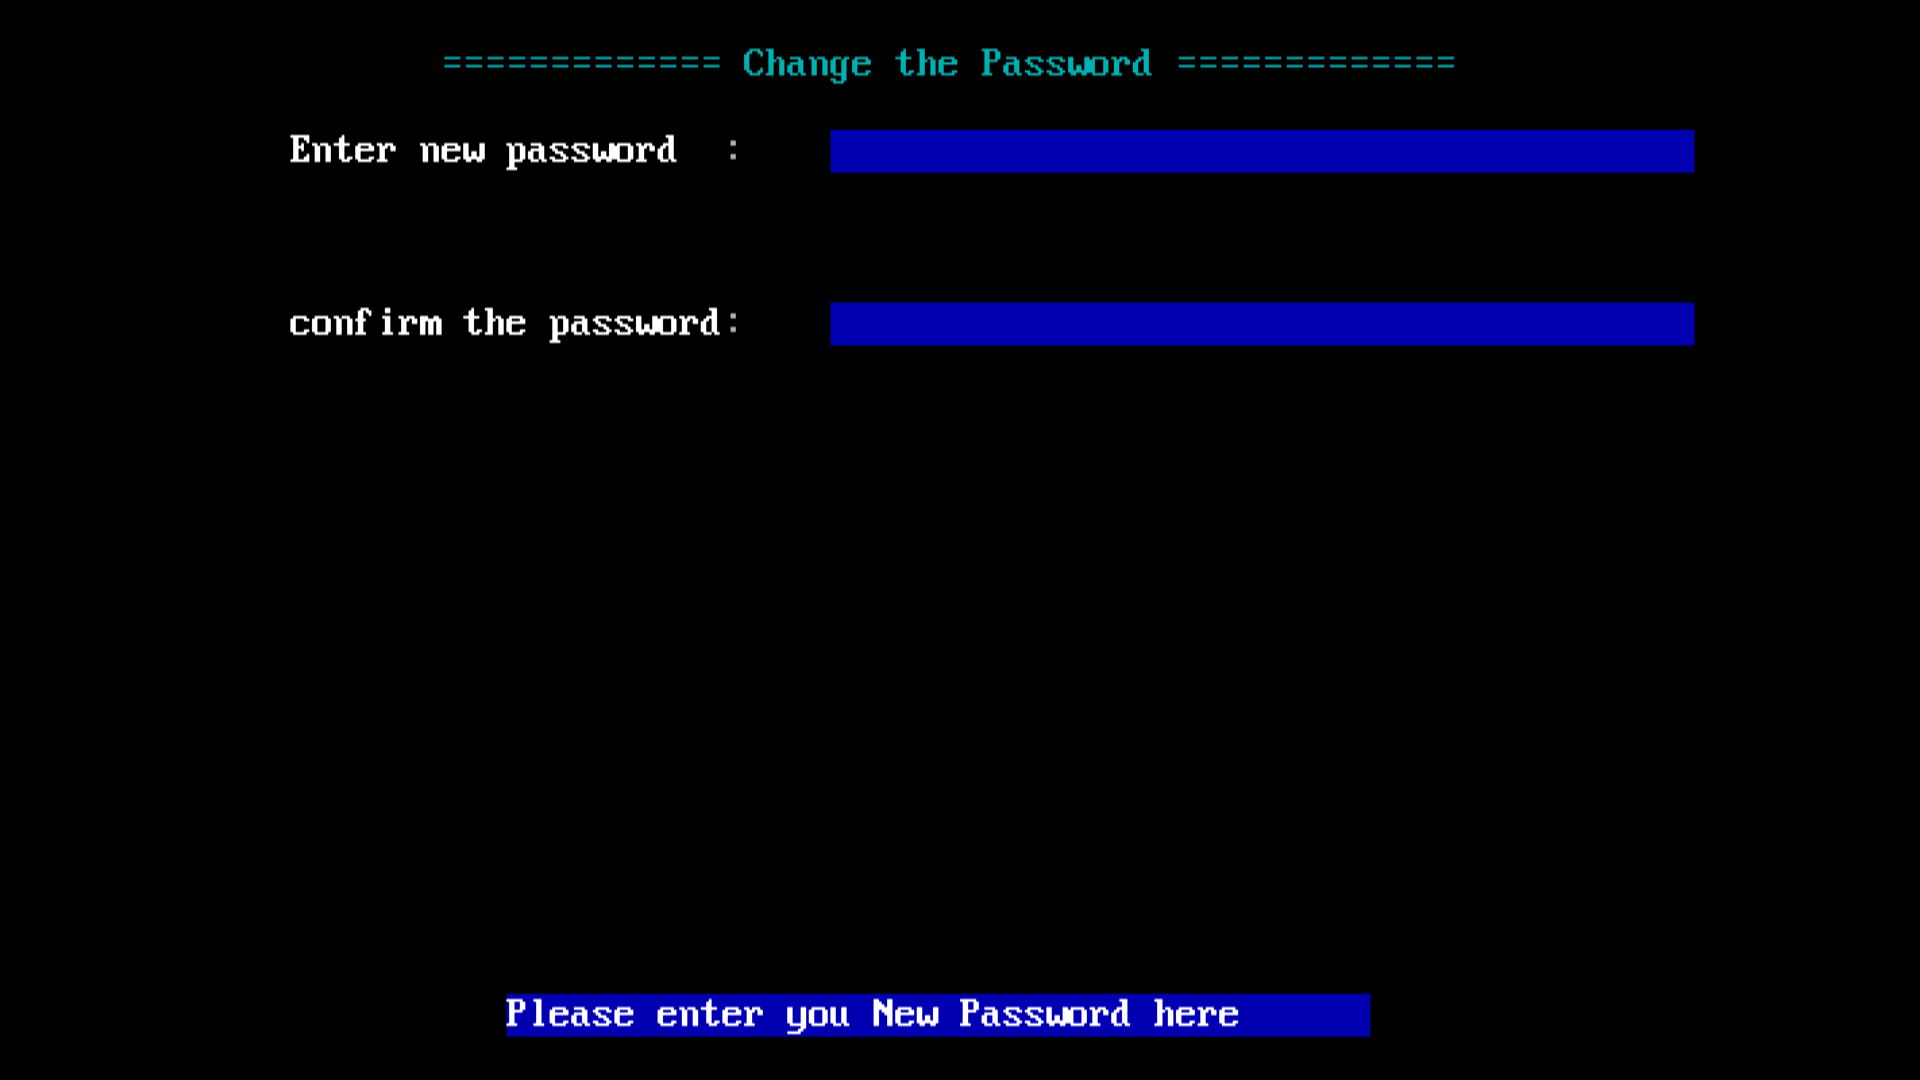 ============= Change the Password =============
Enter new password  :
confirm the password:
Please enter you New Password here